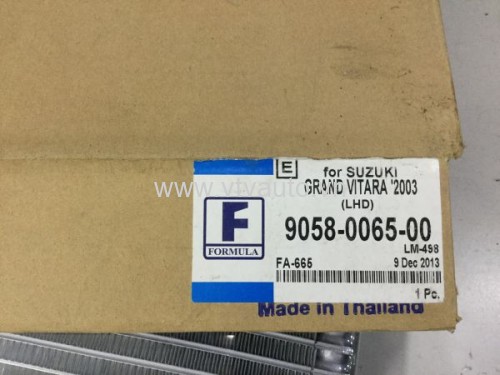 E
for SUZUKI
GRAND VITARA '2003
(LHD)
F
FORMULA
9058-0065-00
LM-498
FA-665
9 Dec 2013
1 Pc.
Made in Thailand